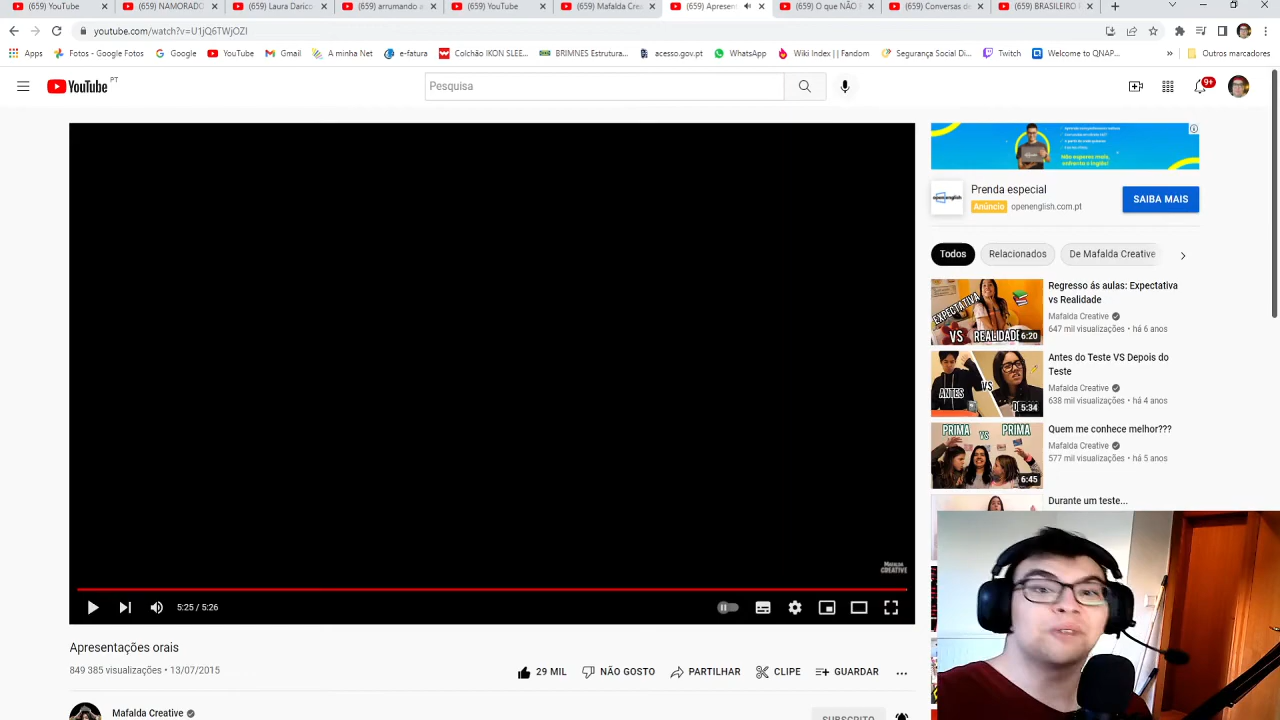 (659) YouTube
(659) NAMORADO
(659) Laura Darico
(659) arrumando a
(659) YouTube
(659) Mafalda Crea
(659) Apresen
(659) O que NÃO
(659) Conversas de
(659) BRASILEIRO R
youtube.com/watch?v=U1jQ6TWjOZI
Apps
Fotos - Google Fotos
Google
YouTube
Gmail
A minha Net
e-fatura
Colchão IKON SLEE...
BRIMNES Estrutura...
acesso.gov.pt
WhatsApp
Wiki Index | | Fandom
Segurança Social Di...
Twitch
Welcome to QNAP...
»
Outros marcadores
YouTube PT
Pesquisa
9+
Não esperes mais,
enfrenta o inglês!
openenglish
Prenda especial
Anúncio openenglish.com.pt
SAIBA MAIS
Todos
Relacionados
De Mafalda Creative
EXPECTATIVA
VS REALIDADE
6:20
Regresso ás aulas: Expectativa
vs Realidade
Mafalda Creative
647 mil visualizações • há 6 anos
ANTES
VS
5:34
Antes do Teste VS Depois do
Teste
Mafalda Creative
638 mil visualizações • há 4 anos
PRIMA VS PRIMA
6:45
Quem me conhece melhor???
Mafalda Creative
577 mil visualizações • há 5 anos
Durante um teste...
MAFALDA
CREATIVE
5:25 / 5:26
Apresentações orais
849 385 visualizações • 13/07/2015
29 MIL
NÃO GOSTO
PARTILHAR
CLIPE
GUARDAR
...
Mafalda Creative
SUBSCRITO